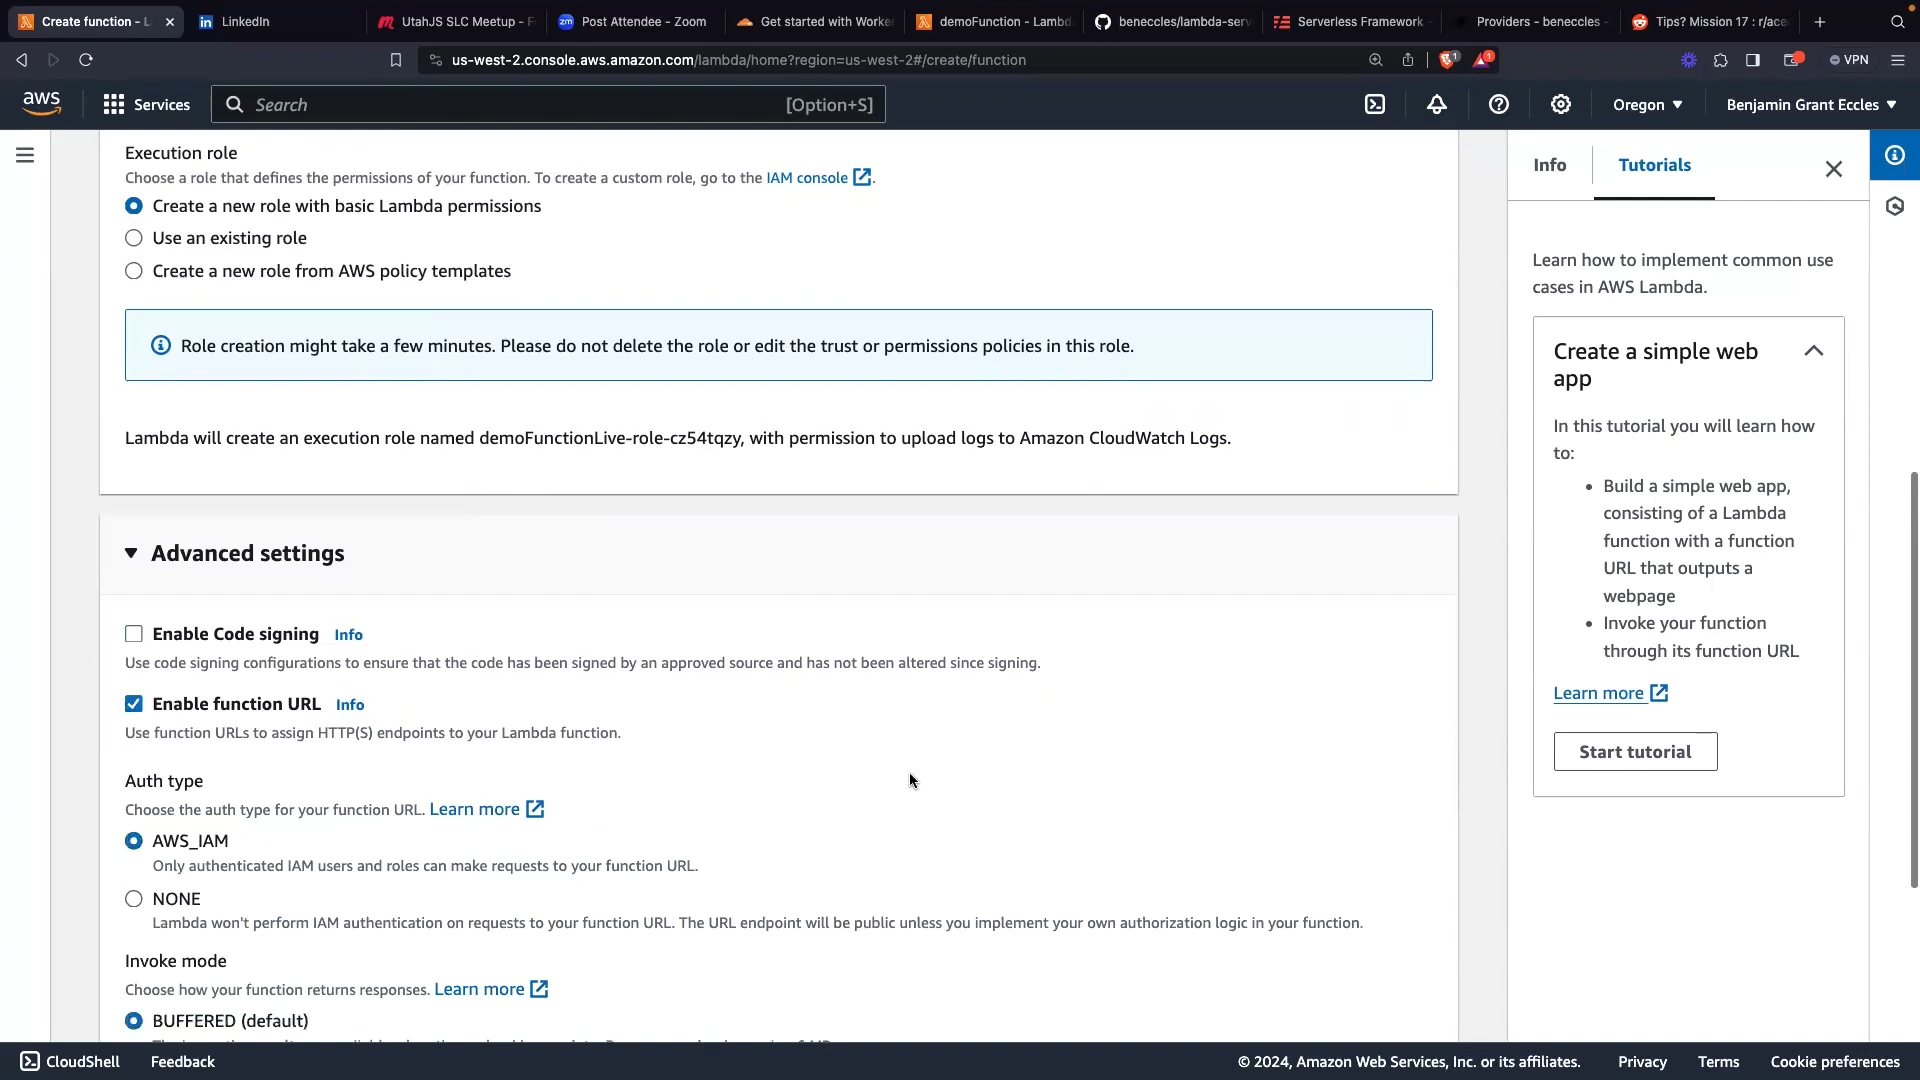 Create function - L
LinkedIn
UtahJS SLC Meetup - F
Post Attendee - Zoom
Get started with Worker
demoFunction - Lambd
beneccles/lambda-serv
Serverless Framework
Providers - beneccles
Tips? Mission 17 : r/ace
us-west-2.console.aws.amazon.com/lambda/home?region=us-west-2#/create/function
1
1
VPN
aws
Services
Search
[Option+S]
Oregon
Benjamin Grant Eccles
Execution role
Choose a role that defines the permissions of your function. To create a custom role, go to the IAM console.
Create a new role with basic Lambda permissions
Use an existing role
Create a new role from AWS policy templates
Role creation might take a few minutes. Please do not delete the role or edit the trust or permissions policies in this role.
Lambda will create an execution role named demoFunctionLive-role-cz54tqzy, with permission to upload logs to Amazon CloudWatch Logs.
Advanced settings
Enable Code signing Info
Use code signing configurations to ensure that the code has been signed by an approved source and has not been altered since signing.
Enable function URL Info
Use function URLs to assign HTTP(S) endpoints to your Lambda function.
Auth type
Choose the auth type for your function URL. Learn more
AWS_IAM
Only authenticated IAM users and roles can make requests to your function URL.
NONE
Lambda won't perform IAM authentication on requests to your function URL. The URL endpoint will be public unless you implement your own authorization logic in your function.
Invoke mode
Choose how your function returns responses. Learn more
BUFFERED (default)
Info
Tutorials
Learn how to implement common use
cases in AWS Lambda.
Create a simple web
app
In this tutorial you will learn how
to:
• Build a simple web app,
consisting of a Lambda
function with a function
URL that outputs a
webpage
• Invoke your function
through its function URL
Learn more
Start tutorial
CloudShell
Feedback
© 2024, Amazon Web Services, Inc. or its affiliates.
Privacy
Terms
Cookie preferences